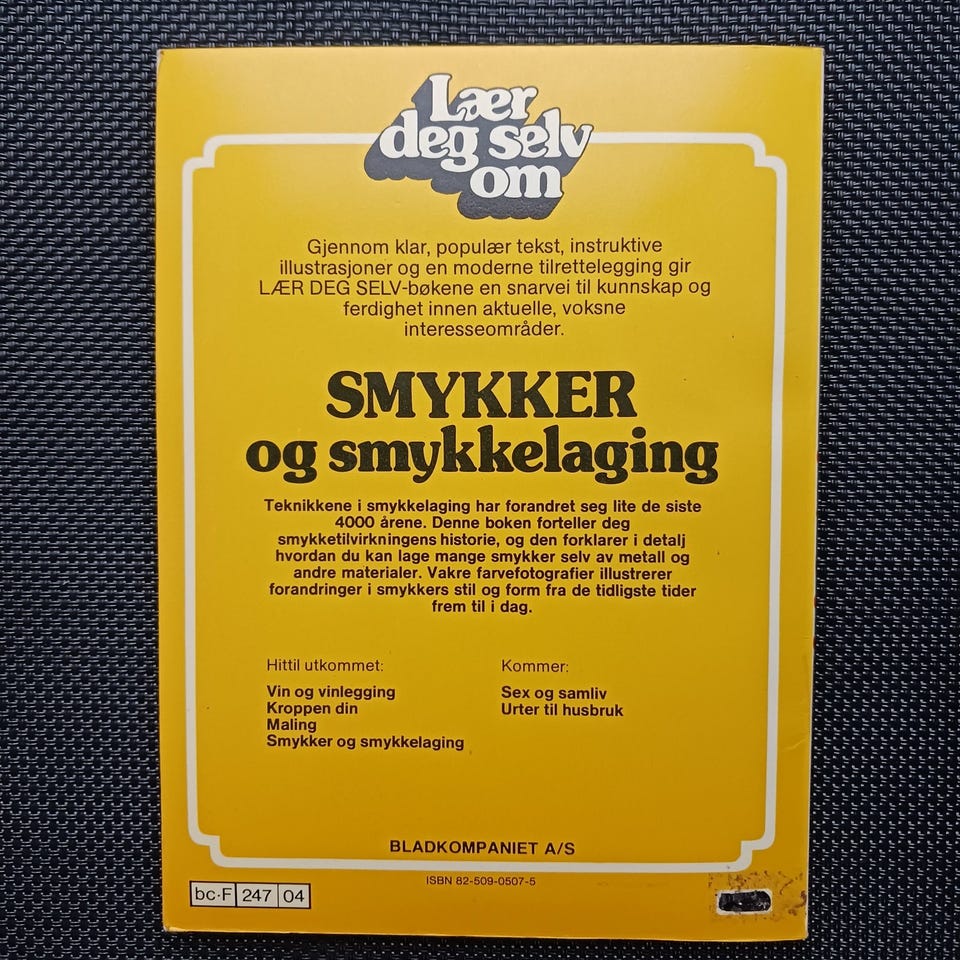 Lær
deg selv
om
Gjennom klar, populær tekst, instruktive
illustrasjoner og en moderne tilrettelegging gir
LÆR DEG SELV-bøkene en snarvei til kunnskap og
ferdighet innen aktuelle, voksne
interesseområder.
SMYKKER
og smykkelaging
Teknikkene i smykkelaging har forandret seg lite de siste
4000 årene. Denne boken forteller deg
smykketilvirkningens historie, og den forklarer i detalj
hvordan du kan lage mange smykker selv av metall og
andre materialer. Vakre farvefotografier illustrerer
forandringer i smykkers stil og form fra de tidligste tider
frem til i dag.
Hittil utkommet:
Vin og vinlegging
Kroppen din
Maling
Smykker og smykkelaging
Kommer:
Sex og samliv
Urter til husbruk
BLADKOMPANIET A/S
ISBN 82-509-0507-5
bc-F 247 04